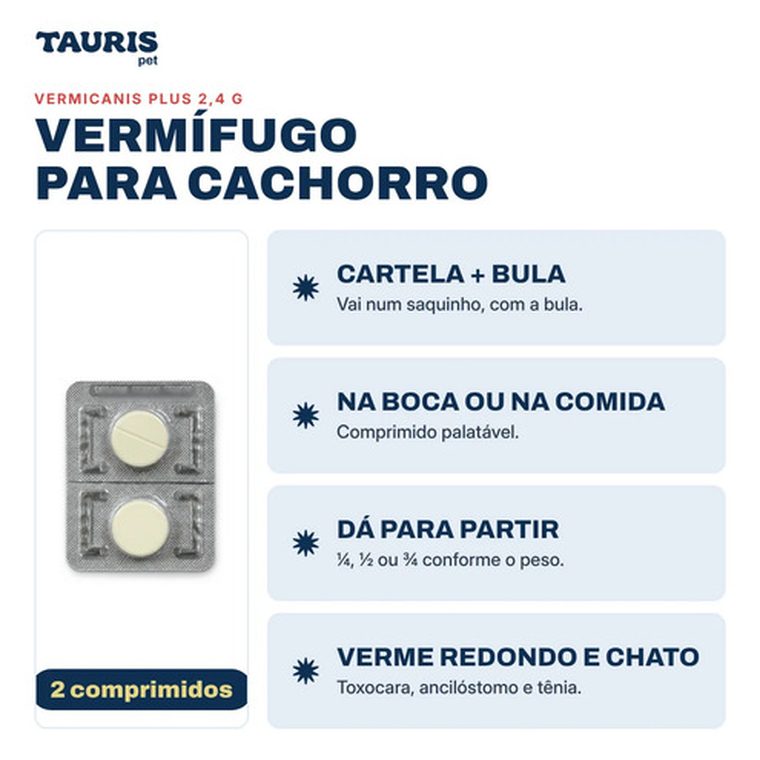 TAURIS
pet
VERMICANIS PLUS 2,4 G
VERMÍFUGO
PARA CACHORRO
CARTELA + BULA
Vai num saquinho, com a bula.
NA BOCA OU NA COMIDA
Comprimido palatável.
DÁ PARA PARTIR
¼, ½ ou ¾ conforme o peso.
VERME REDONDO E CHATO
Toxocara, ancilóstomo e tênia.
2 comprimidos